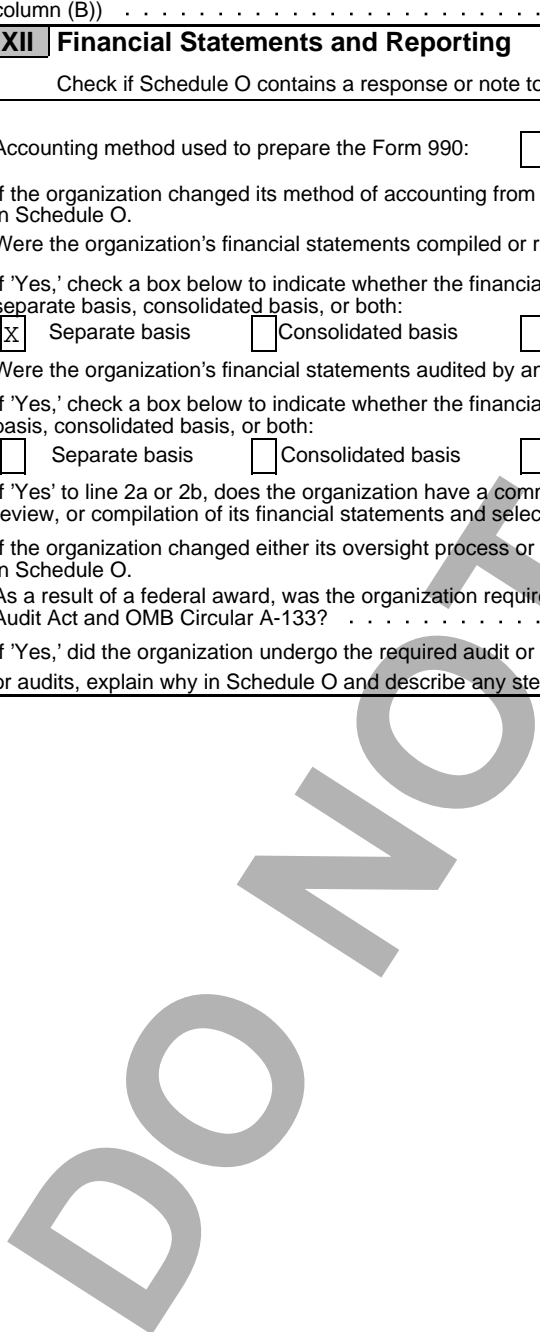 column (B)) . . . . . . . . . . . . . . . . . . . . . . .
XII Financial Statements and Reporting
Check if Schedule O contains a response or note to
Accounting method used to prepare the Form 990:
If the organization changed its method of accounting from
in Schedule O.
Were the organization's financial statements compiled or r
If 'Yes,' check a box below to indicate whether the financia
separate basis, consolidated basis, or both:
X Separate basis Consolidated basis
Were the organization's financial statements audited by an
If 'Yes,' check a box below to indicate whether the financia
basis, consolidated basis, or both:
Separate basis Consolidated basis
If 'Yes' to line 2a or 2b, does the organization have a comm
review, or compilation of its financial statements and selec
If the organization changed either its oversight process or
in Schedule O.
As a result of a federal award, was the organization require
Audit Act and OMB Circular A-133? . . . . . . . . . . .
If 'Yes,' did the organization undergo the required audit or
or audits, explain why in Schedule O and describe any ste
DO NOT